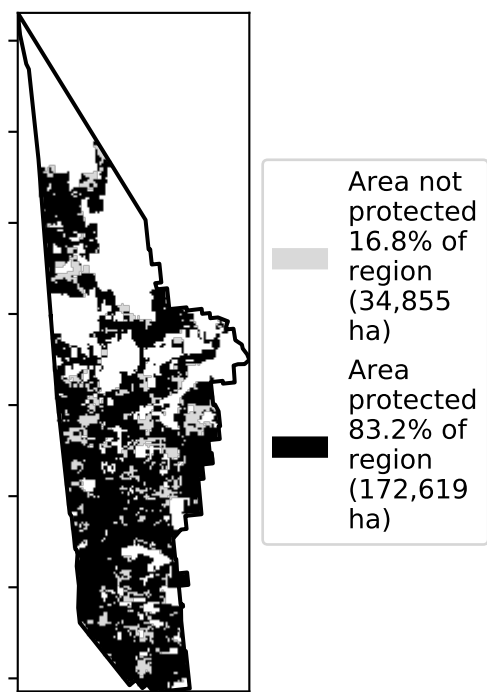 Area not
protected
16.8% of
region
(34,855
ha)
Area
protected
83.2% of
region
(172,619
ha)